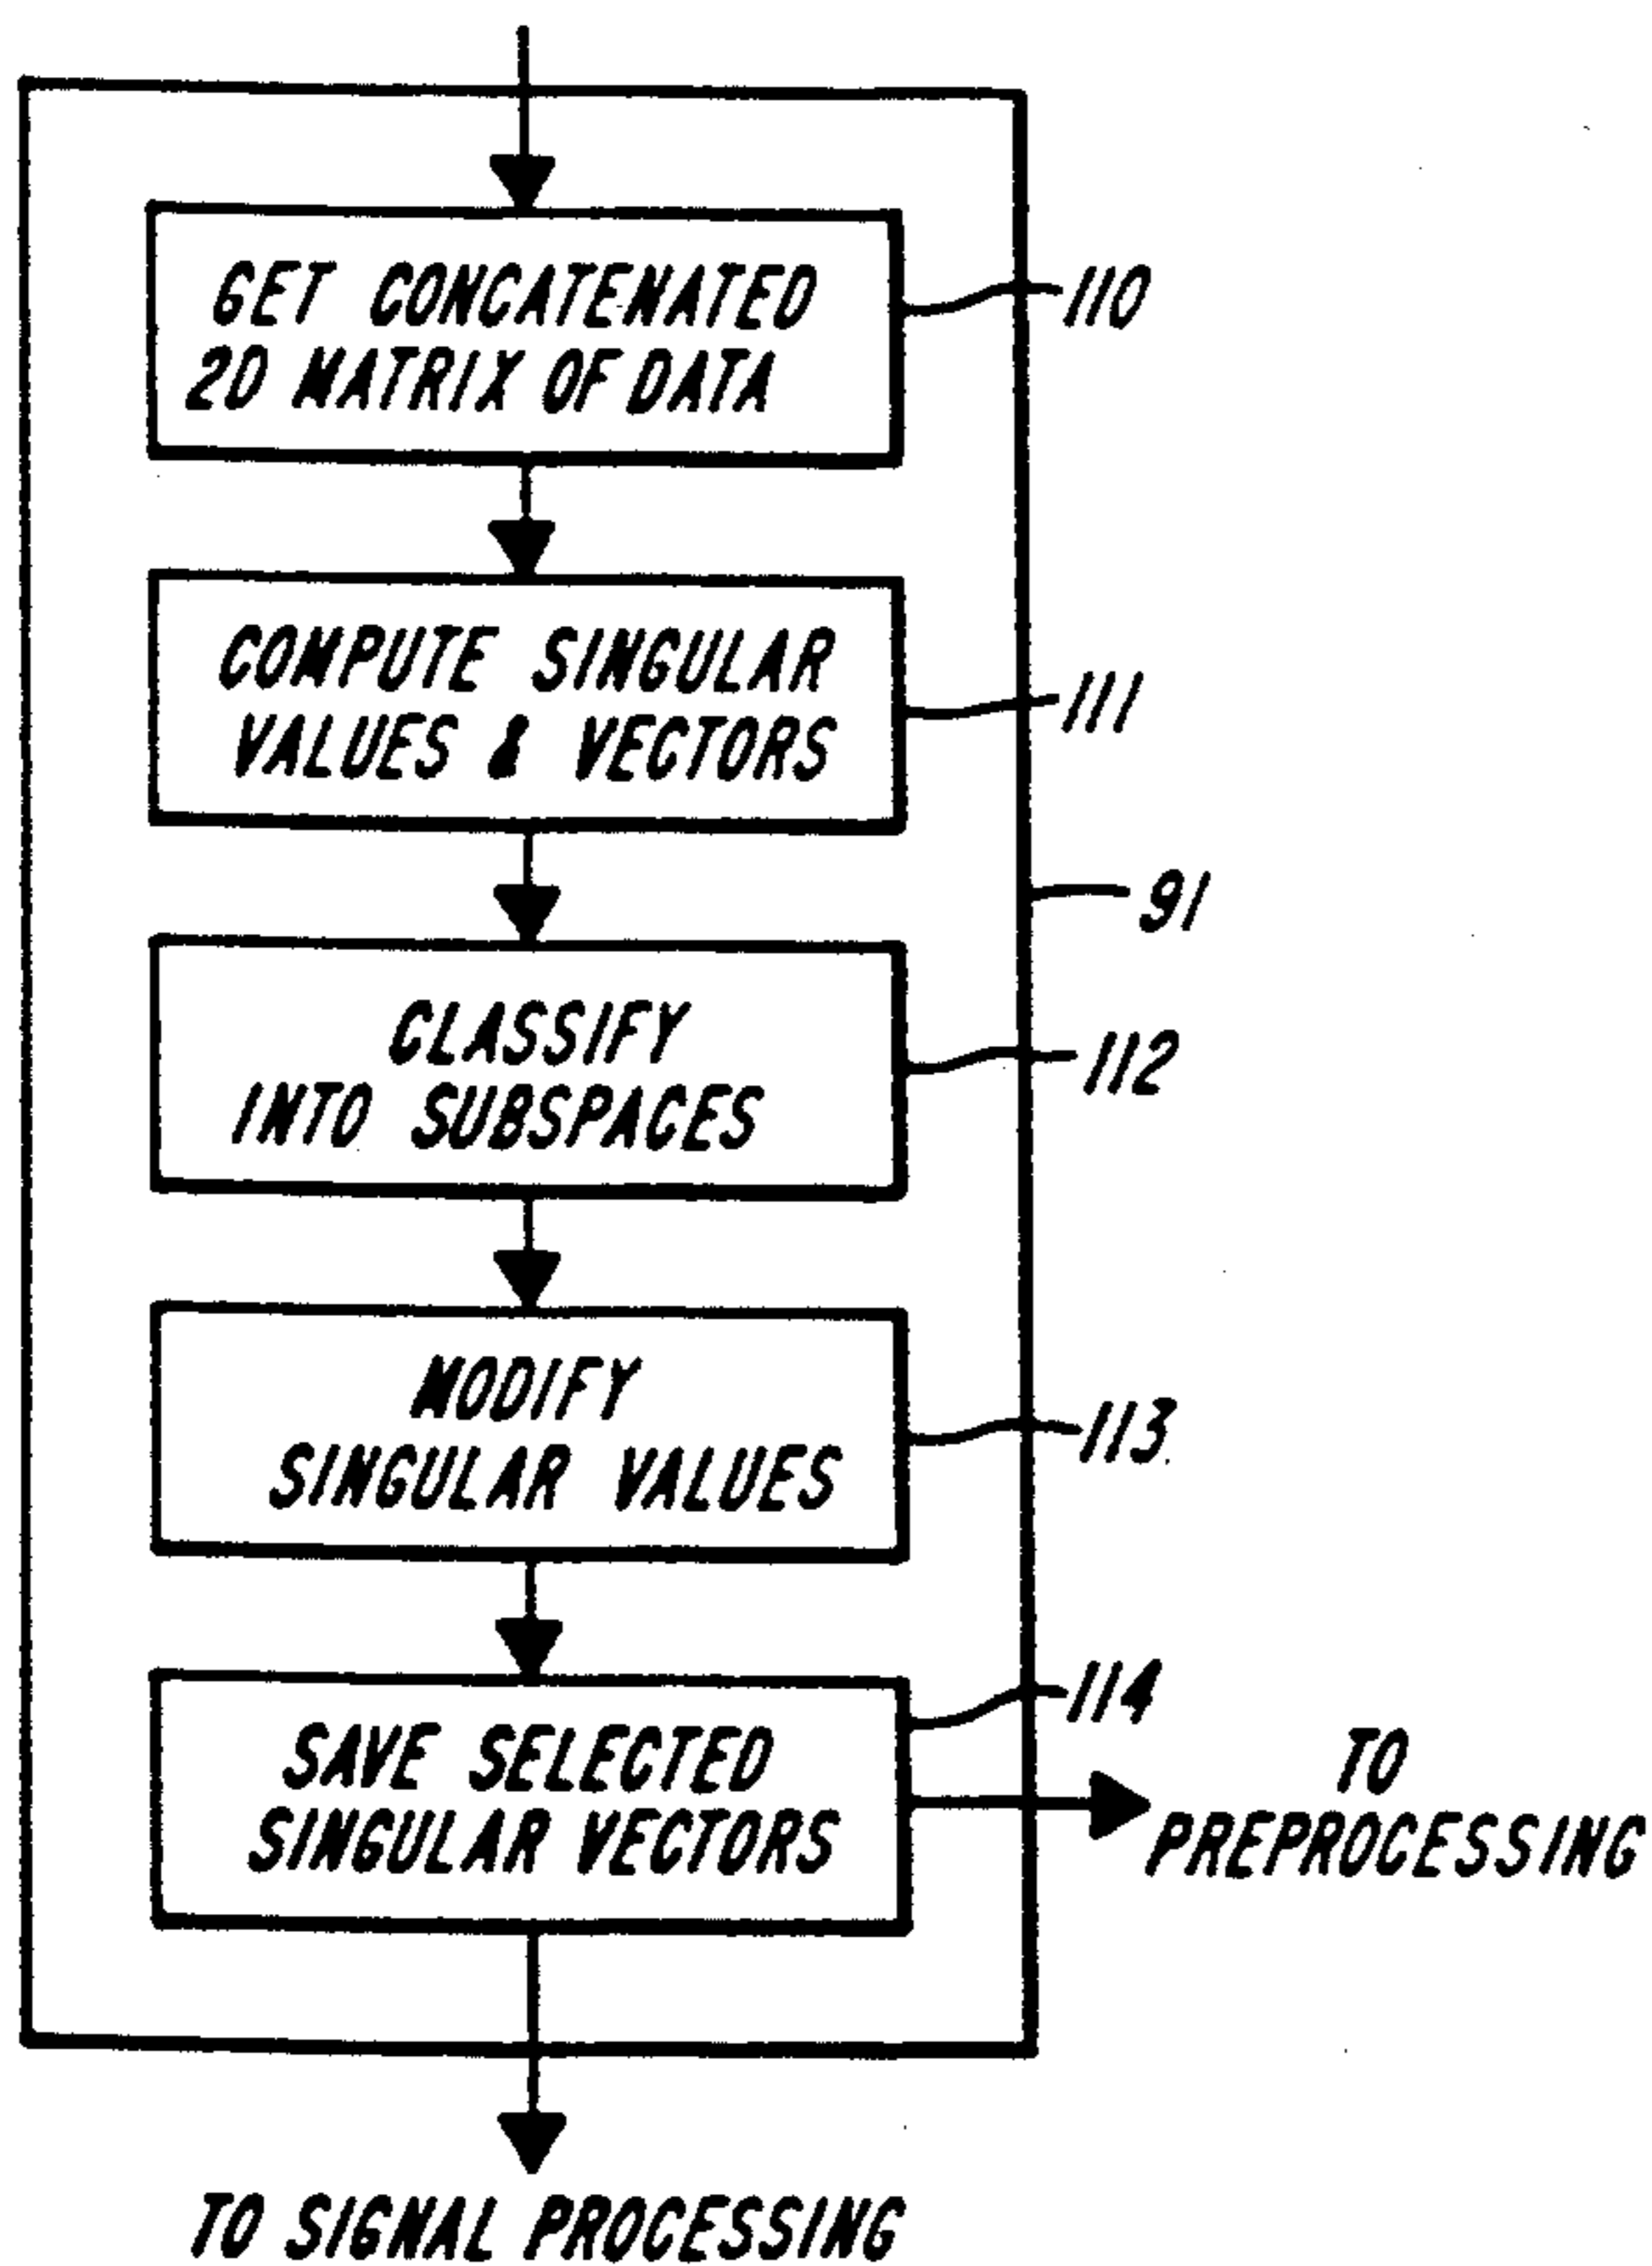 GET CONCATENATED
2D MATRIX OF DATA
110
COMPUTE SINGULAR
VALUES & VECTORS
111
91
CLASSIFY
INTO SUBSPACES
112
MODIFY
SINGULAR VALUES
113
SAVE SELECTED
SINGULAR VECTORS
114
TO
PREPROCESSING
TO SIGNAL PROCESSING